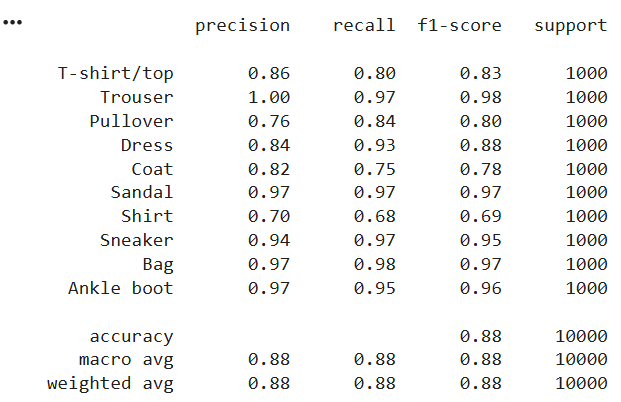 precision recall f1-score support
T-shirt/top 0.86 0.80 0.83 1000
Trouser 1.00 0.97 0.98 1000
Pullover 0.76 0.84 0.80 1000
Dress 0.84 0.93 0.88 1000
Coat 0.82 0.75 0.78 1000
Sandal 0.97 0.97 0.97 1000
Shirt 0.70 0.68 0.69 1000
Sneaker 0.94 0.97 0.95 1000
Bag 0.97 0.98 0.97 1000
Ankle boot 0.97 0.95 0.96 1000
accuracy 0.88 10000
macro avg 0.88 0.88 0.88 10000
weighted avg 0.88 0.88 0.88 10000